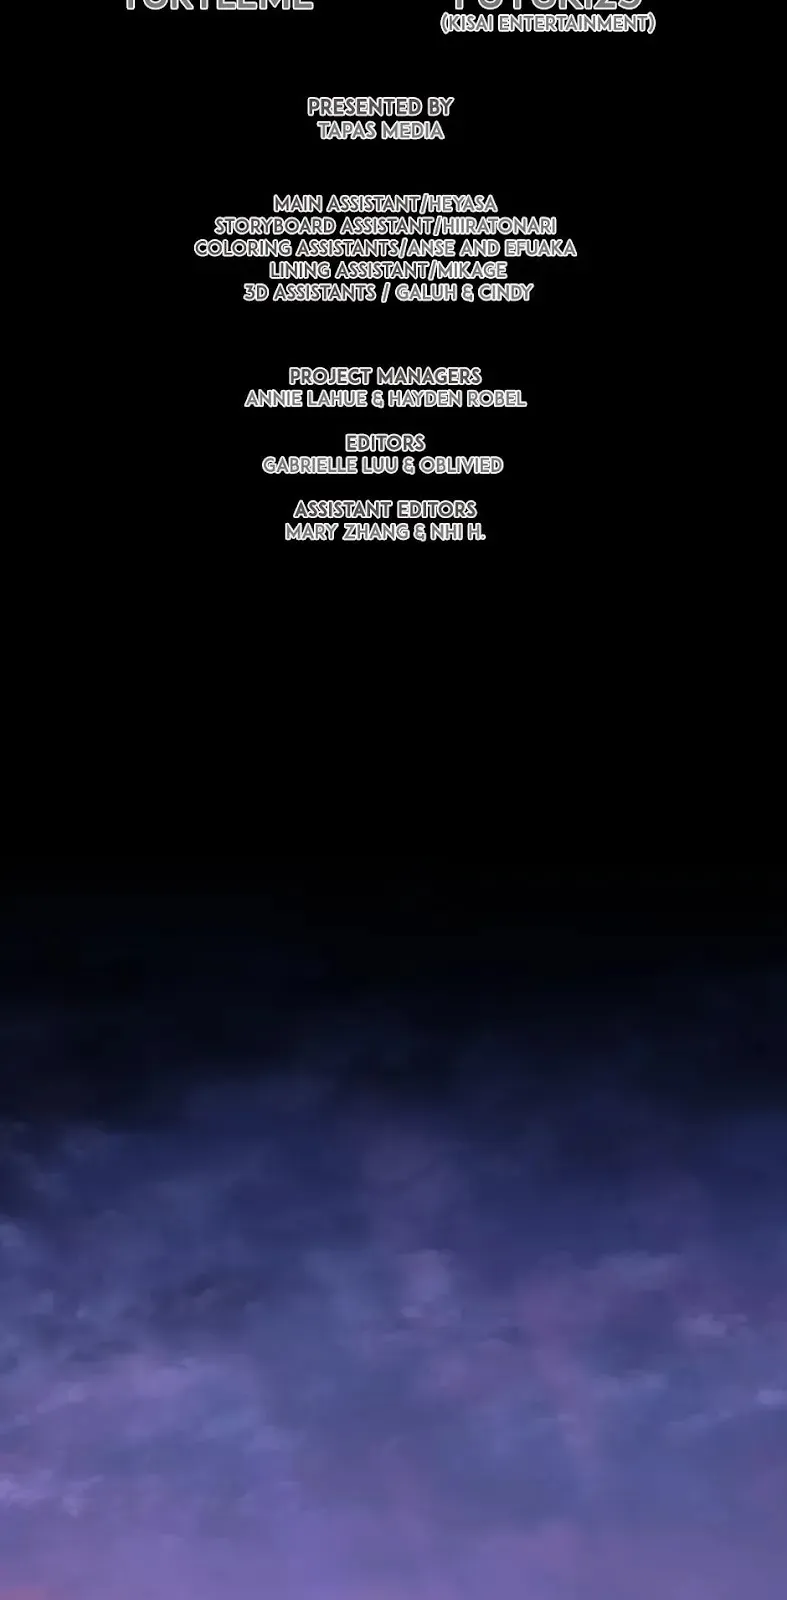 TURTLEME
(KISAI ENTERTAINMENT)
PRESENTED BY
TAPAS MEDIA
MAIN ASSISTANT/HEYASA
STORYBOARD ASSISTANT/HIIRATONARI
COLORING ASSISTANTS/ANSE AND EFUAKA
LINING ASSISTANT/MIKAGE
3D ASSISTANTS / GALUH & CINDY
PROJECT MANAGERS
ANNIE LAHUE & HAYDEN ROBEL
EDITORS
GABRIELLE LUU & OBLIVIED
ASSISTANT EDITORS
MARY ZHANG & NHI H.